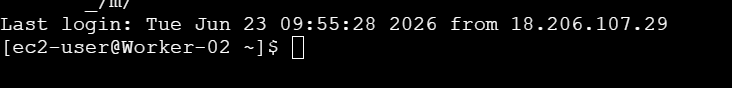 _/m/'
Last login: Tue Jun 23 09:55:28 2026 from 18.206.107.29
[ec2-user@Worker-02 ~]$